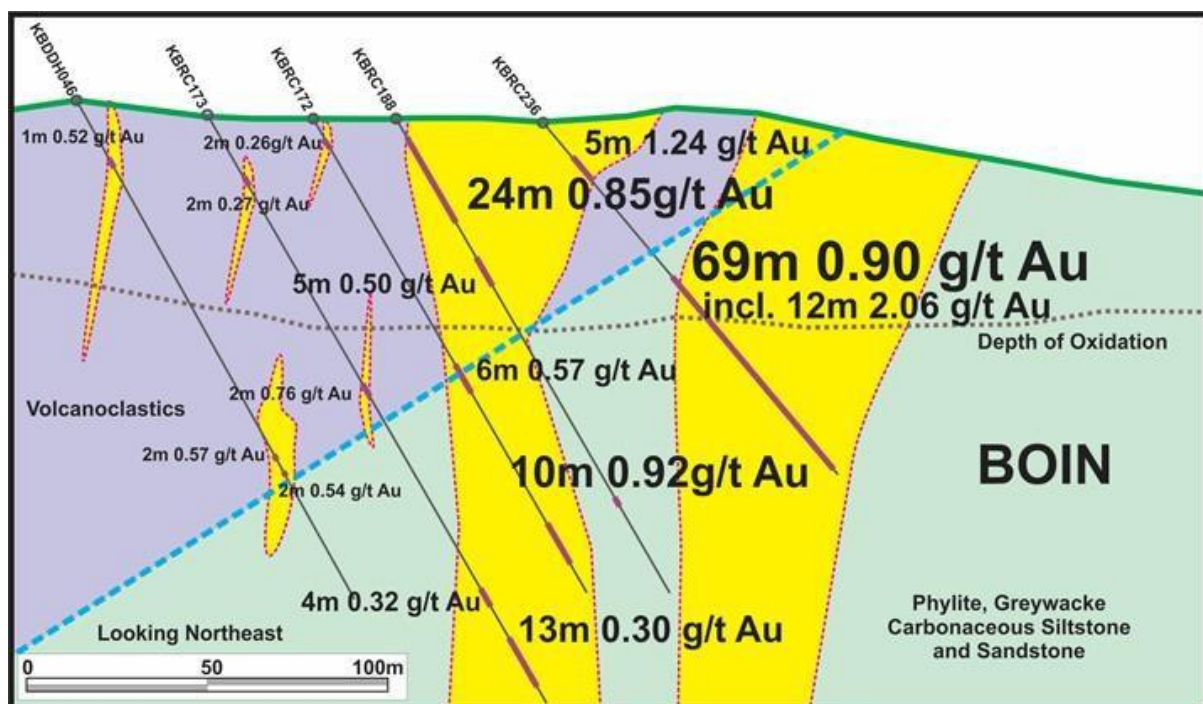 KBDDH046
KBRC173
KBRC172
KBRC188
KBRC236
1m 0.52 g/t Au
2m 0.26g/t Au
5m 1.24 g/t Au
24m 0.85g/t Au
2m 0.27 g/t Au
69m 0.90 g/t Au
5m 0.50 g/t Au
incl. 12m 2.06 g/t Au
Depth of Oxidation
6m 0.57 g/t Au
2m 0.76 g/t Au
Volcanoclastics
2m 0.57 g/t Au
BOIN
10m 0.92g/t Au
2m 0.54 g/t Au
4m 0.32 g/t Au
13m 0.30 g/t Au
Phylite, Greywacke
Carbonaceous Siltstone
and Sandstone
Looking Northeast
0 50 100m